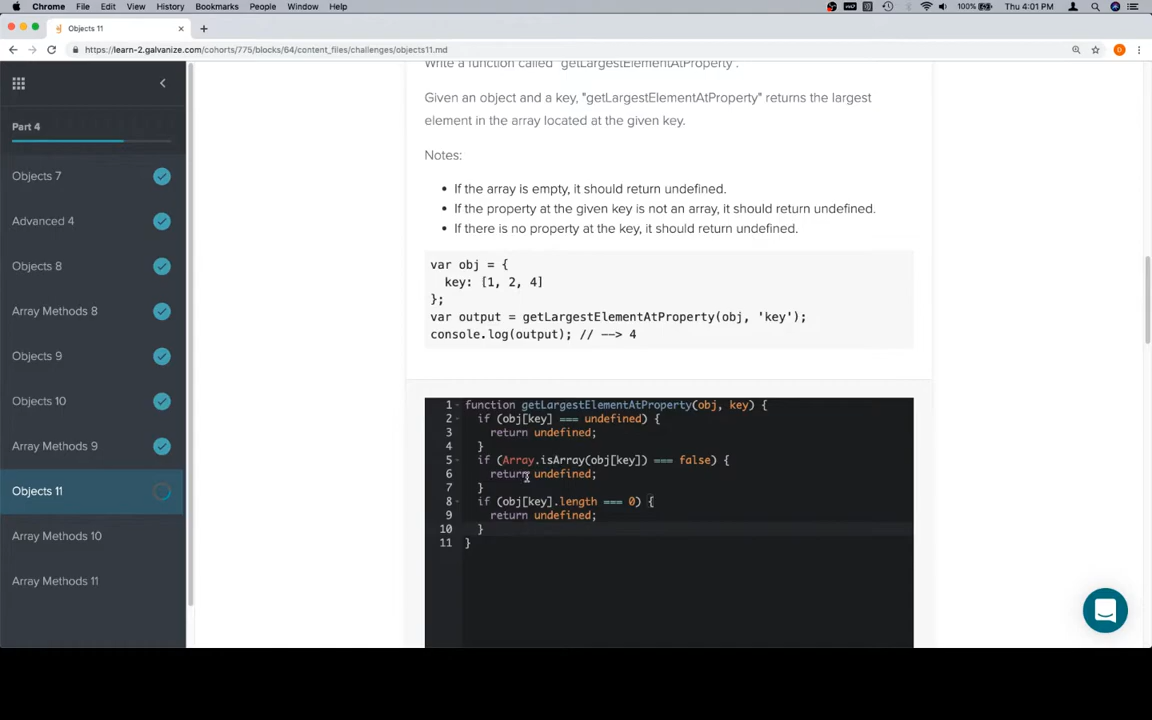 Chrome File Edit View History Bookmarks People Window Help 100% Thu 4:01 PM
Objects 11
https://learn-2.galvanize.com/cohorts/775/blocks/64/content_files/challenges/objects11.md
Part 4
Objects 7
Advanced 4
Objects 8
Array Methods 8
Objects 9
Objects 10
Array Methods 9
Objects 11
Array Methods 10
Array Methods 11
Write a function called "getLargestElementAtProperty".
Given an object and a key, "getLargestElementAtProperty" returns the largest
element in the array located at the given key.
Notes:
• If the array is empty, it should return undefined.
• If the property at the given key is not an array, it should return undefined.
• If there is no property at the key, it should return undefined.
var obj = {
  key: [1, 2, 4]
};
var output = getLargestElementAtProperty(obj, 'key');
console.log(output); // --> 4
1 function getLargestElementAtProperty(obj, key) {
2   if (obj[key] === undefined) {
3     return undefined;
4   }
5   if (Array.isArray(obj[key]) === false) {
6     return undefined;
7   }
8   if (obj[key].length === 0) {
9     return undefined;
10   }
11 }